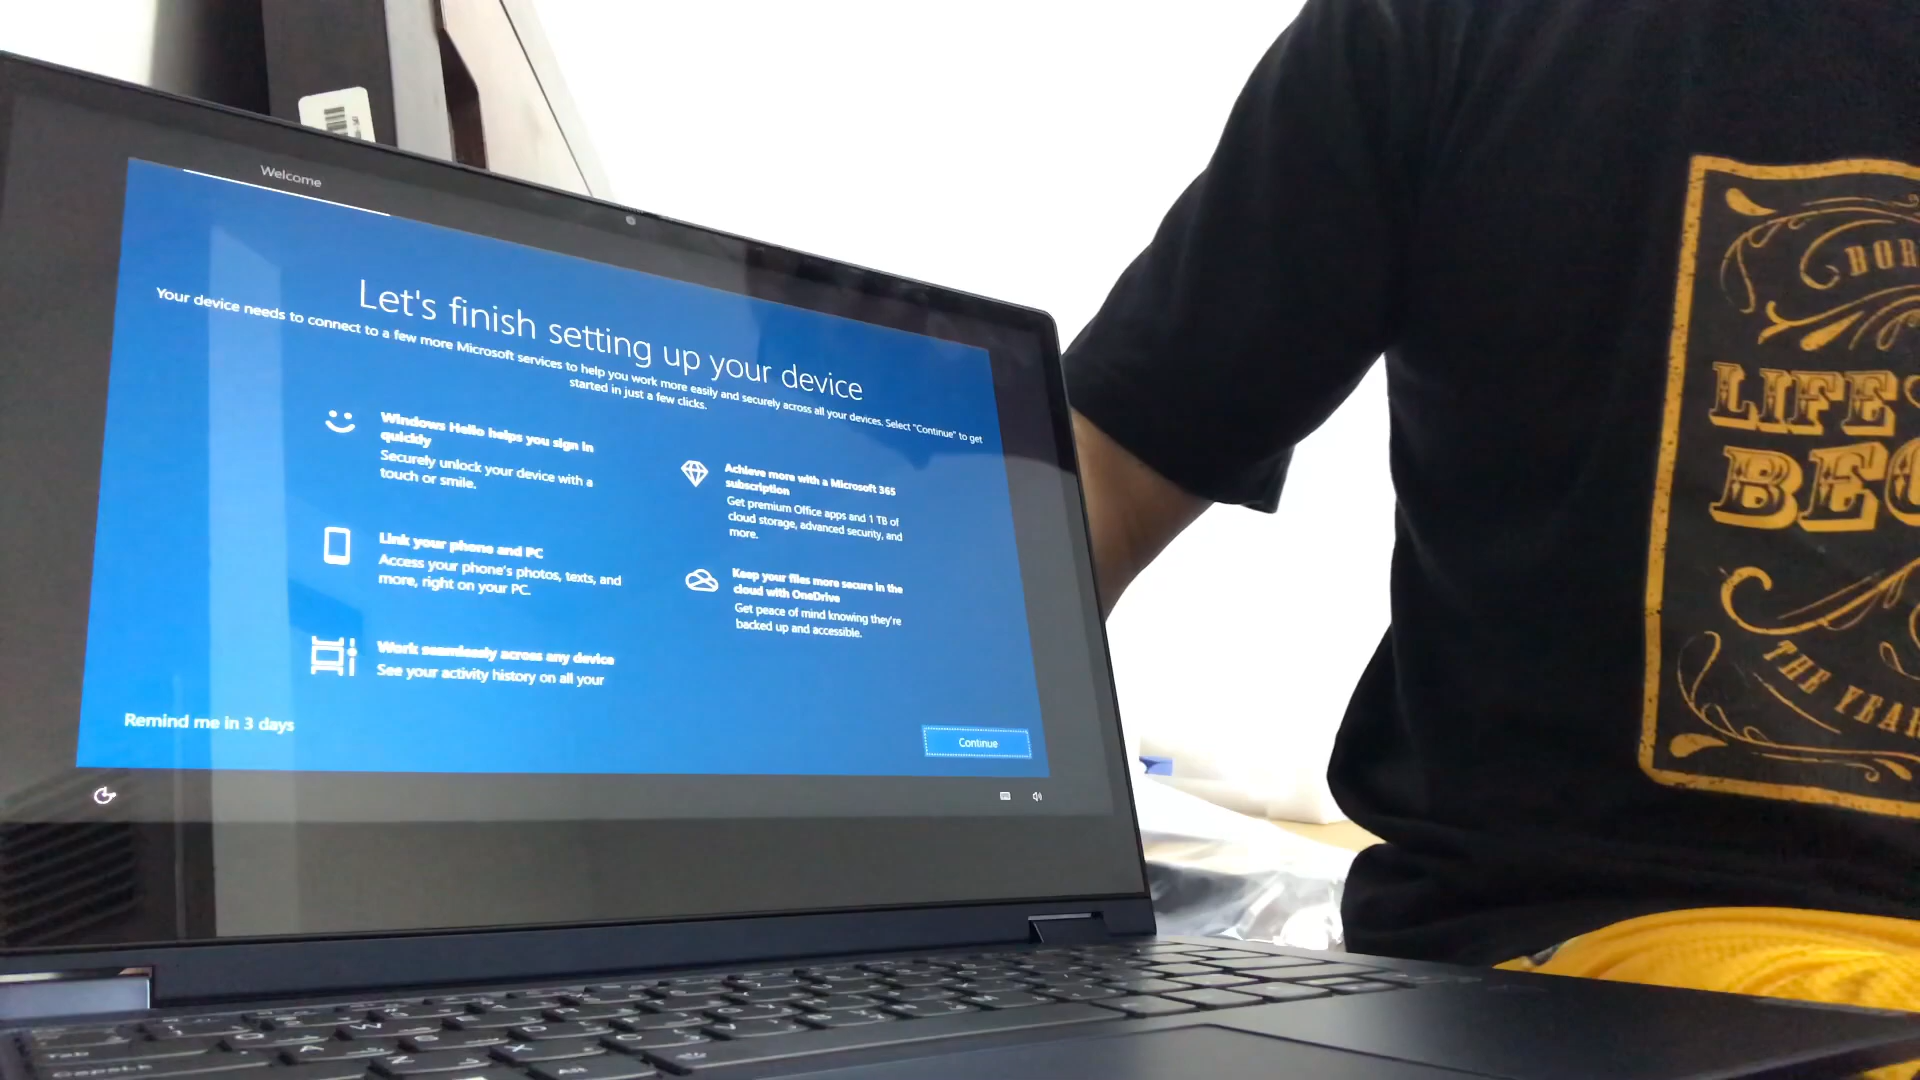 Welcome
Let's finish setting up your device
Your device needs to connect to a few more Microsoft services to help you work more easily and securely across all your devices. Select "Continue" to get
started in just a few clicks.
Windows Hello helps you sign in
quickly
Securely unlock your device with a
touch or smile.
Link your phone and PC
Access your phone's photos, texts, and
more, right on your PC.
Work seamlessly across any device
See your activity history on all your
Achieve more with a Microsoft 365
subscription
Get premium Office apps and 1 TB of
cloud storage, advanced security, and
more.
Keep your files more secure in the
cloud with OneDrive
Get peace of mind knowing they're
backed up and accessible.
Remind me in 3 days
Continue
LIFE
THE